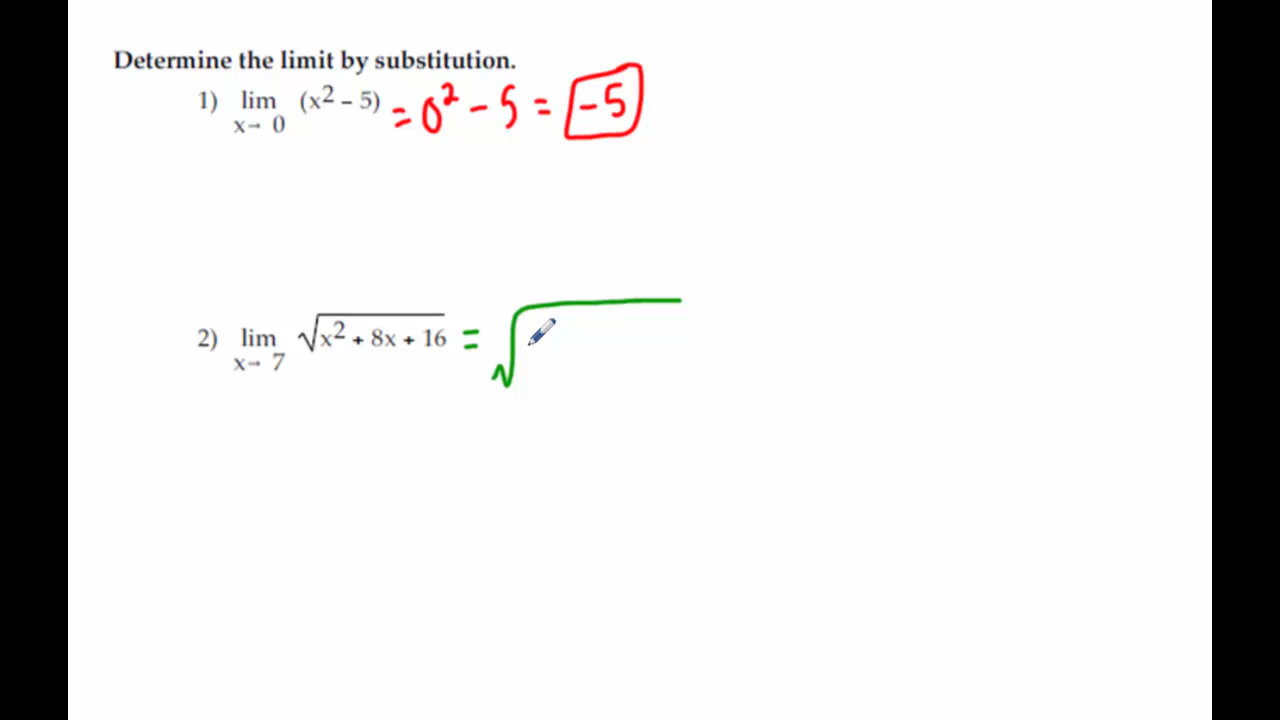 Determine the limit by substitution.
1) lim (x² – 5) = 0² - 5 = -5
x→ 0
2) lim √x² + 8x + 16 = √
x→ 7